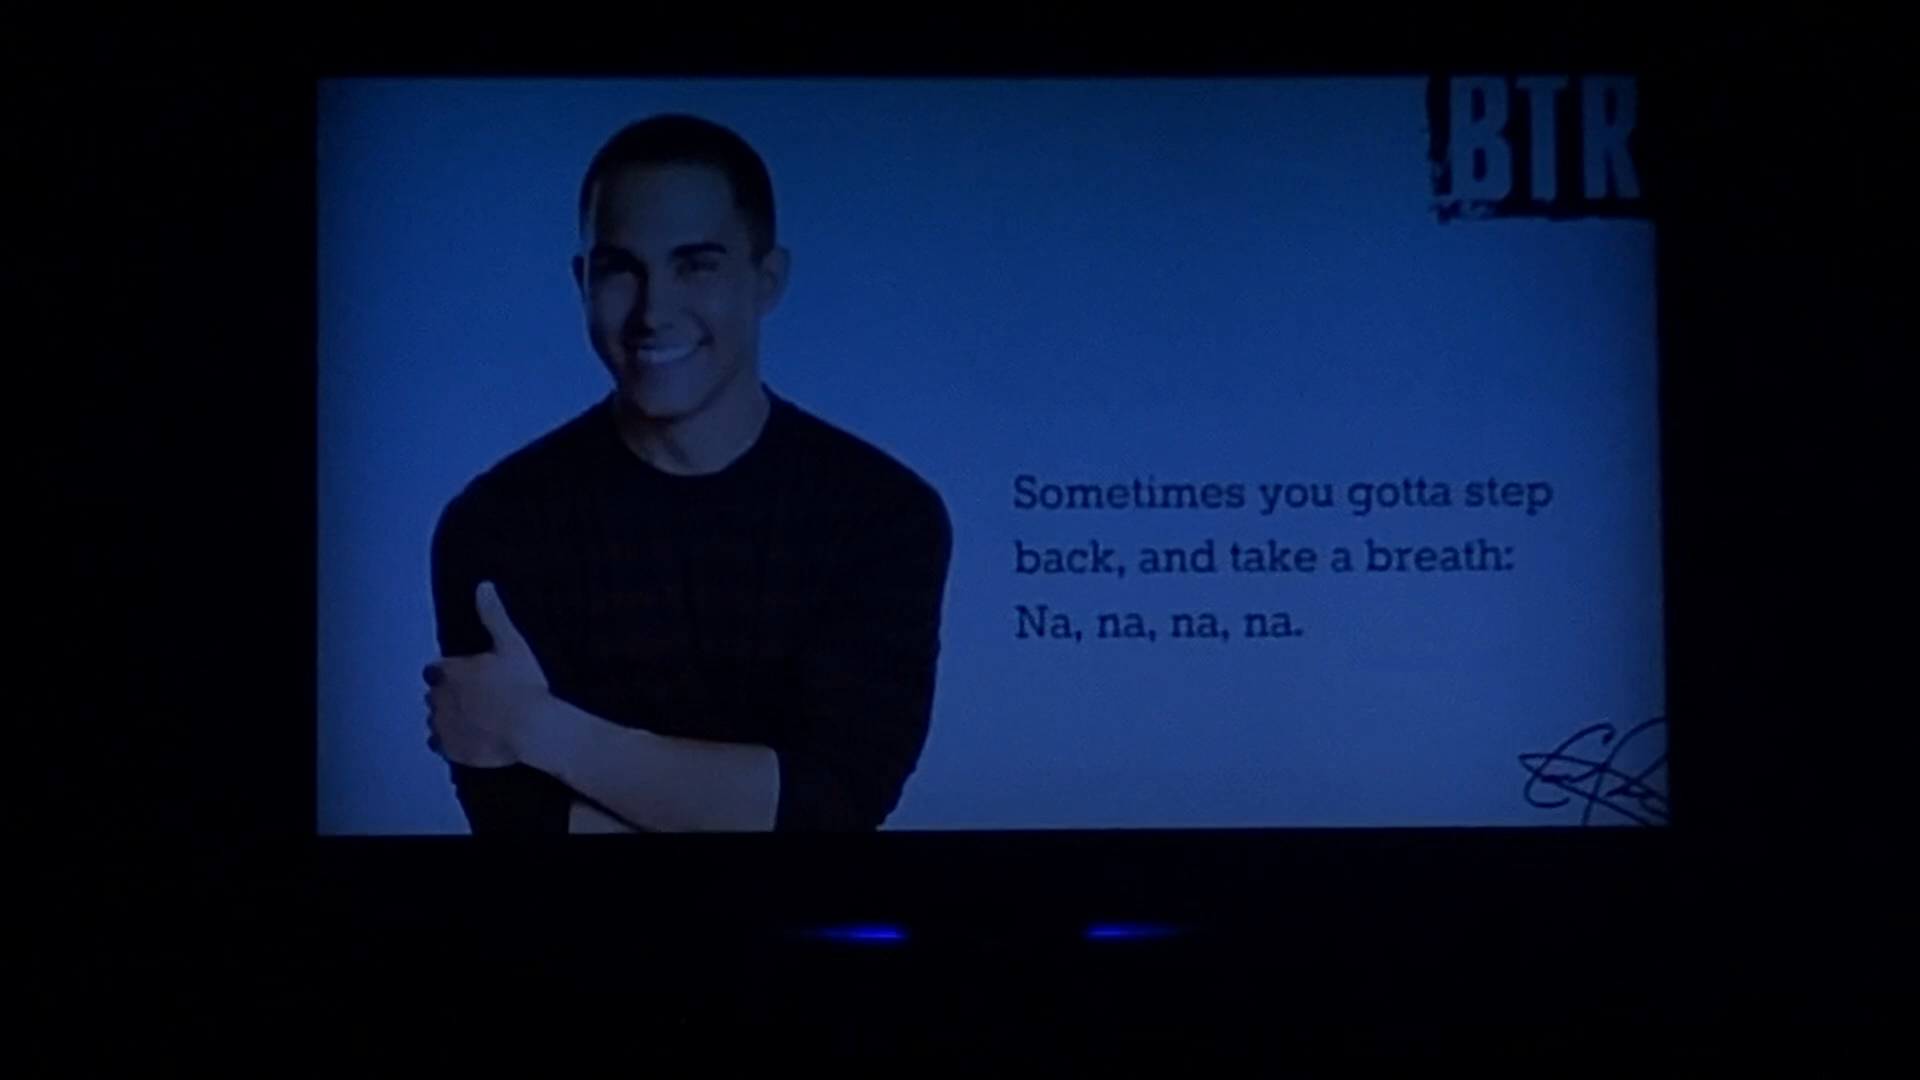 BTR
Sometimes you gotta step
back, and take a breath:
Na, na, na, na.